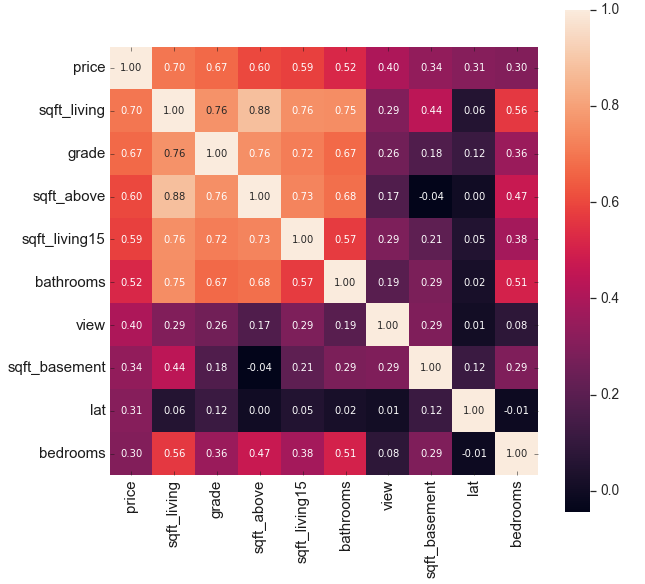 price 1.00 0.70 0.67 0.60 0.59 0.52 0.40 0.34 0.31 0.30
sqft_living 0.70 1.00 0.76 0.88 0.76 0.75 0.29 0.44 0.06 0.56
grade 0.67 0.76 1.00 0.76 0.72 0.67 0.26 0.18 0.12 0.36
sqft_above 0.60 0.88 0.76 1.00 0.73 0.68 0.17 -0.04 0.00 0.47
sqft_living15 0.59 0.76 0.72 0.73 1.00 0.57 0.29 0.21 0.05 0.38
bathrooms 0.52 0.75 0.67 0.68 0.57 1.00 0.19 0.29 0.02 0.51
view 0.40 0.29 0.26 0.17 0.29 0.19 1.00 0.29 0.01 0.08
sqft_basement 0.34 0.44 0.18 -0.04 0.21 0.29 0.29 1.00 0.12 0.29
lat 0.31 0.06 0.12 0.00 0.05 0.02 0.01 0.12 1.00 -0.01
bedrooms 0.30 0.56 0.36 0.47 0.38 0.51 0.08 0.29 -0.01 1.00
price sqft_living grade sqft_above sqft_living15 bathrooms view sqft_basement lat bedrooms
1.0
0.8
0.6
0.4
0.2
0.0